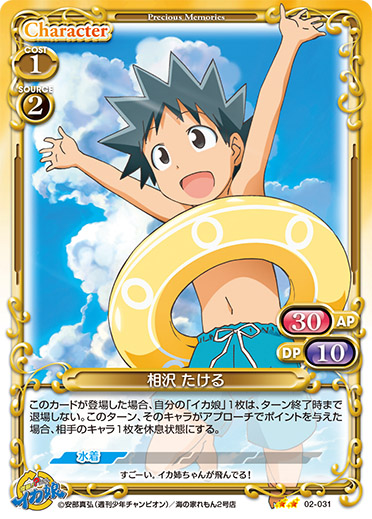 Precious Memories
Character
COST
1
SOURCE
2
30 AP
DP 10
相沢 たける
このカードが登場した場合、自分の「イカ娘」1枚は、ターン終了時まで
退場しない。このターン、そのキャラがアプローチでポイントを与え
た場合、相手のキャラ1枚を休息状態にする。
水着
すごーい、イカ姉ちゃんが飛んでる!
イカ娘
©安部真弘(週刊少年チャンピオン)/海の家れもん2号店
02-031